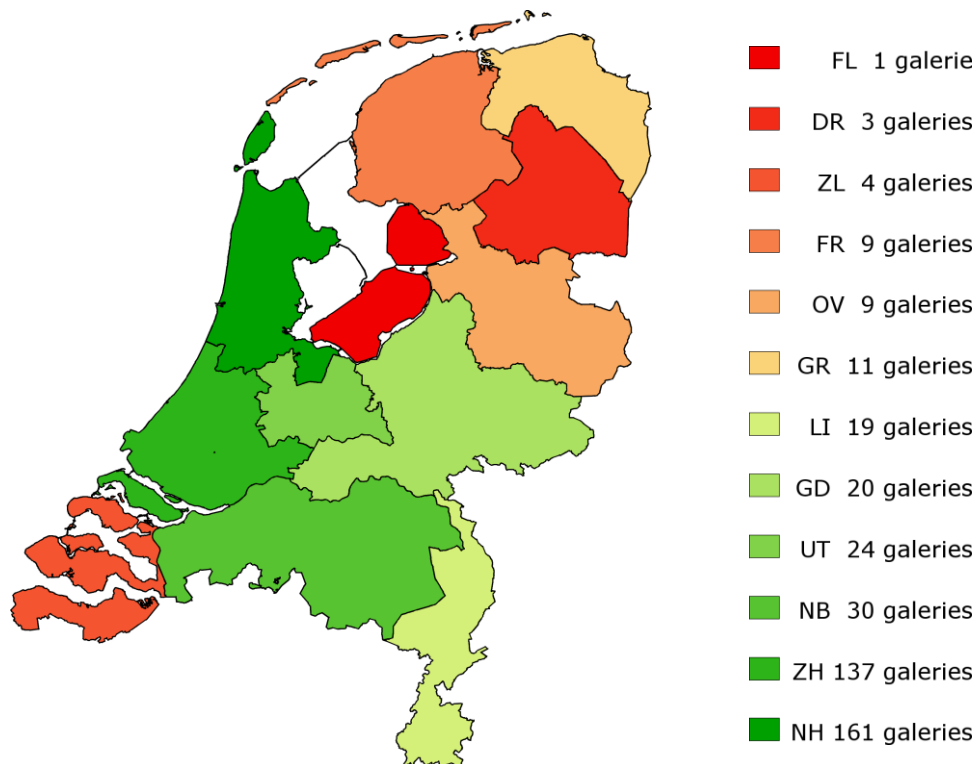 FL 1 galerie
DR 3 galeries
ZL 4 galeries
FR 9 galeries
OV 9 galeries
GR 11 galeries
LI 19 galeries
GD 20 galeries
UT 24 galeries
NB 30 galeries
ZH 137 galeries
NH 161 galeries